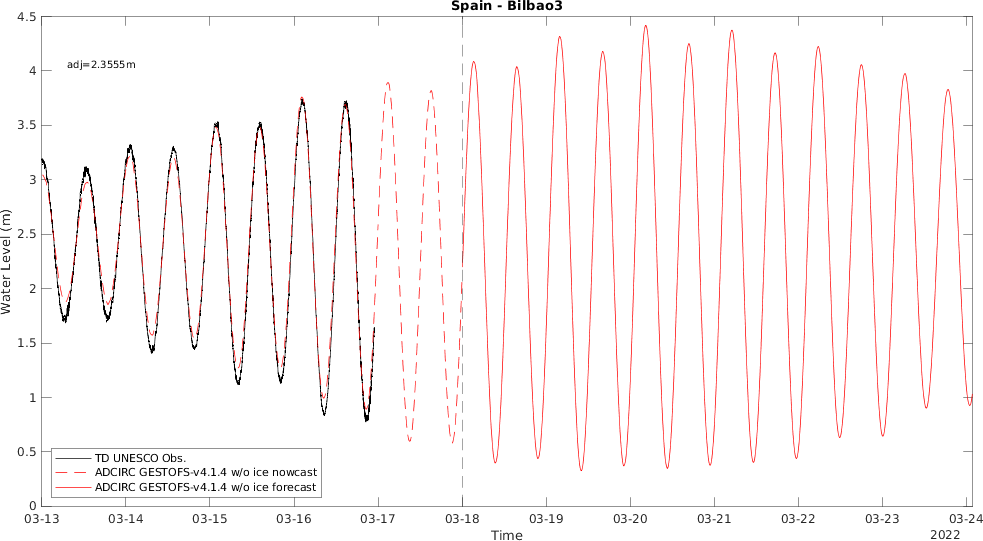 Spain - Bilbao3
4.5
4
3.5
3
2.5
2
1.5
1
0.5
0
Water Level (m)
adj=2.3555m
TD UNESCO Obs.
ADCIRC GESTOFS-v4.1.4 w/o ice nowcast
ADCIRC GESTOFS-v4.1.4 w/o ice forecast
03-13 03-14 03-15 03-16 03-17 03-18 03-19 03-20 03-21 03-22 03-23 03-24
Time
2022